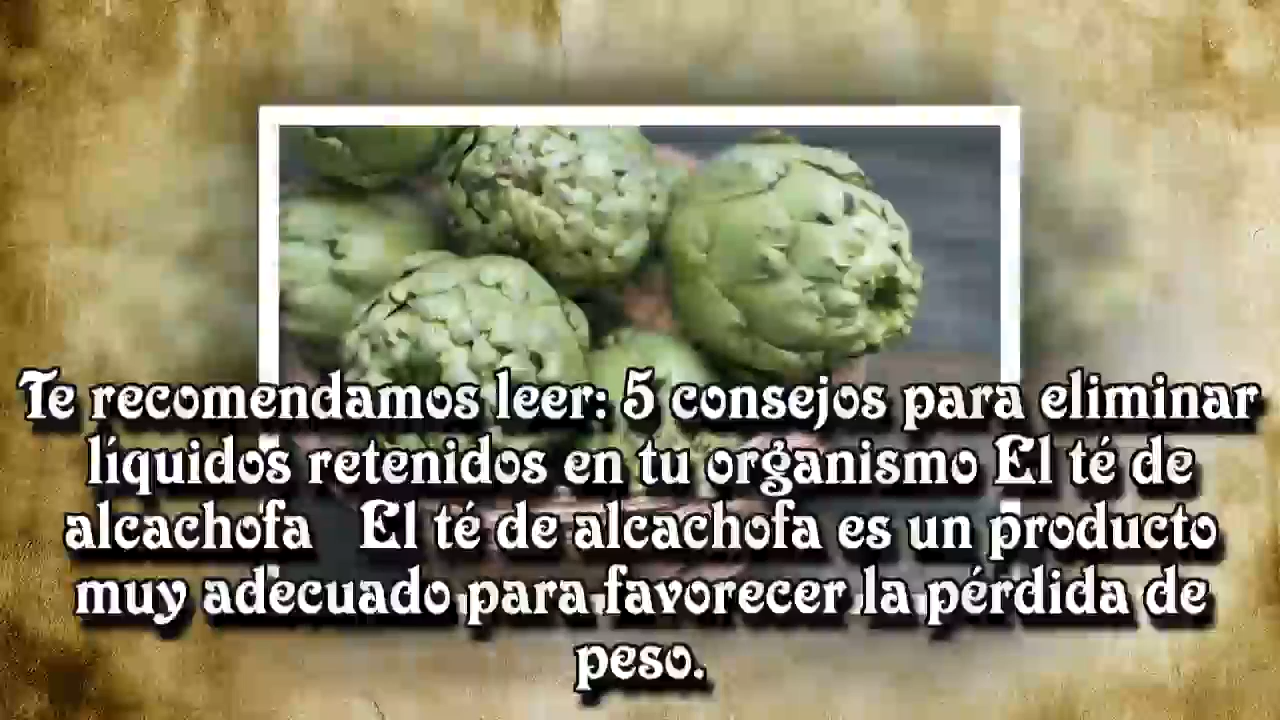 Te recomendamos leer: 5 consejos para eliminar
líquidos retenidos en tu organismo El té de
alcachofa El té de alcachofa es un producto
muy adecuado para favorecer la pérdida de
peso.